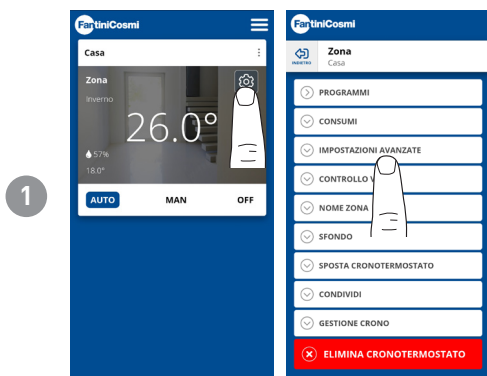 1
FantiniCosmi
Casa
Zona
Inverno
26.0°
57%
18.0°
AUTO MAN OFF
FantiniCosmi
INDIETRO
Zona
Casa
PROGRAMMI
CONSUMI
IMPOSTAZIONI AVANZATE
CONTROLLO
NOME ZONA
SFONDO
SPOSTA CRONOTERMOSTATO
CONDIVIDI
GESTIONE CRONO
ELIMINA CRONOTERMOSTATO